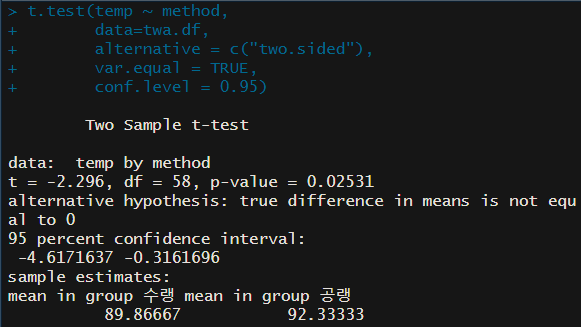 > t.test(temp ~ method,
+        data=twa.df,
+        alternative = c("two.sided"),
+        var.equal = TRUE,
+        conf.level = 0.95)
        Two Sample t-test
data:  temp by method
t = -2.296, df = 58, p-value = 0.02531
alternative hypothesis: true difference in means is not equ
al to 0
95 percent confidence interval:
 -4.6171637 -0.3161696
sample estimates:
mean in group 수랭 mean in group 공랭
          89.86667           92.33333